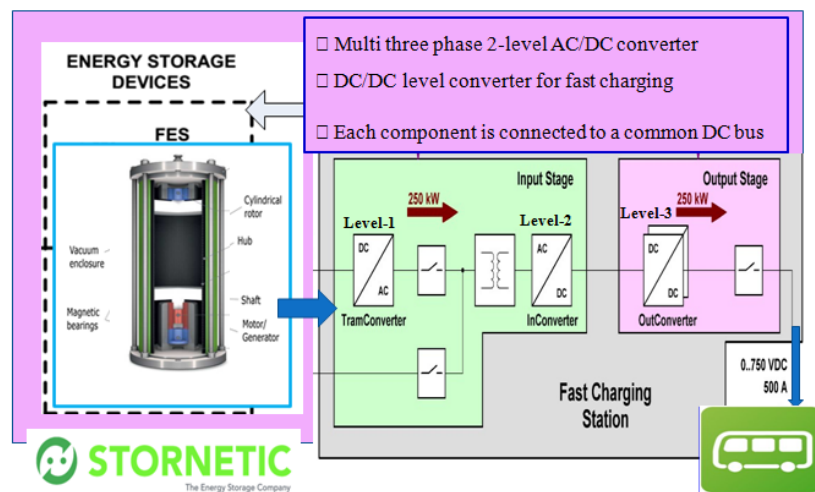 ENERGY STORAGE
DEVICES
FES
Cylindrical
rotor
Hub
Vacuum
enclosure
Shaft
Magnetic
bearings
Motor/
Generator
□ Multi three phase 2-level AC/DC converter
□ DC/DC level converter for fast charging
□ Each component is connected to a common DC bus
Input Stage
250 kW
Level-1
Level-2
DC
AC
TramConverter
AC
DC
InConverter
Output Stage
250 kW
Level-3
DC
DC
OutConverter
0..750 VDC
500 A
Fast Charging
Station
STORNETIC
The Energy Storage Company